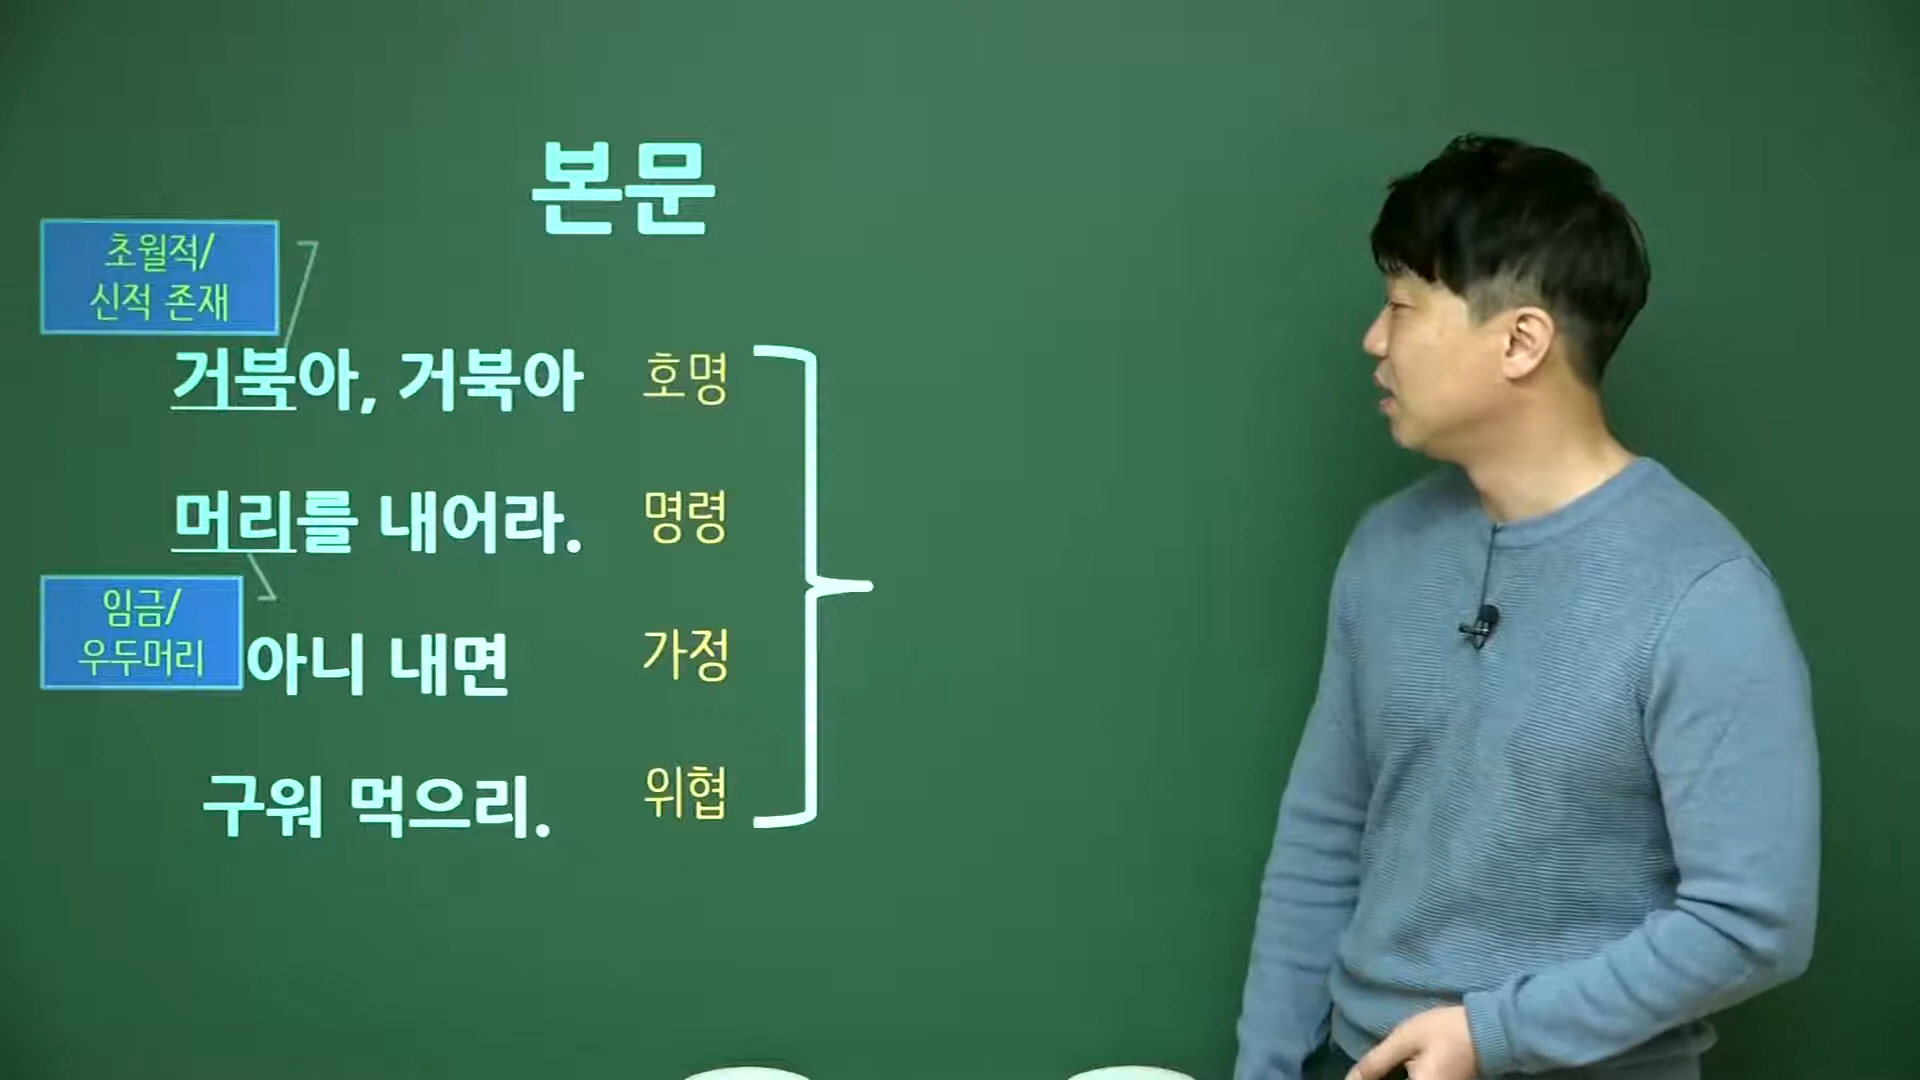 본문
초월적/
신적 존재
거북아, 거북아 호명
머리를 내어라. 명령
임금/
우두머리
아니 내면 가정
구워 먹으리. 위협